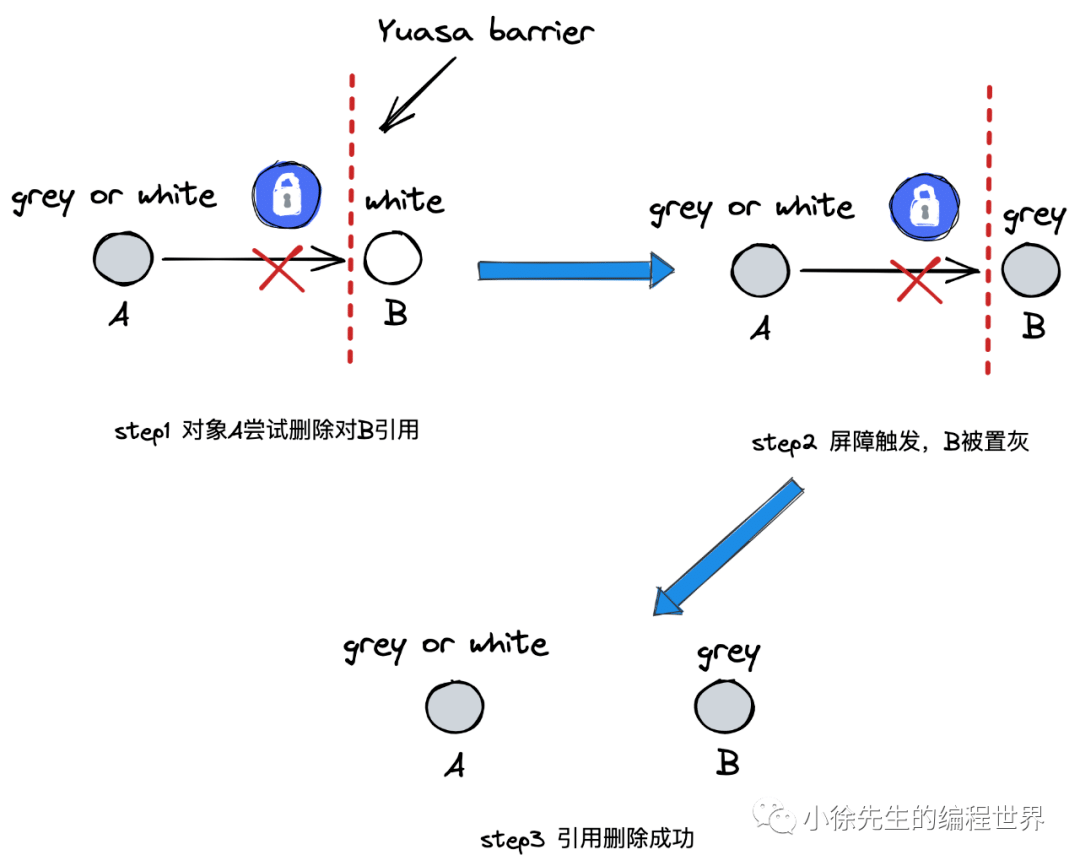 Yuasa barrier
grey or white
white
A
B
step1 对象A尝试删除对B引用
grey or white
grey
A
B
step2 屏障触发，B被置灰
grey or white
grey
A
B
step3 引用删除成功
小徐先生的编程世界